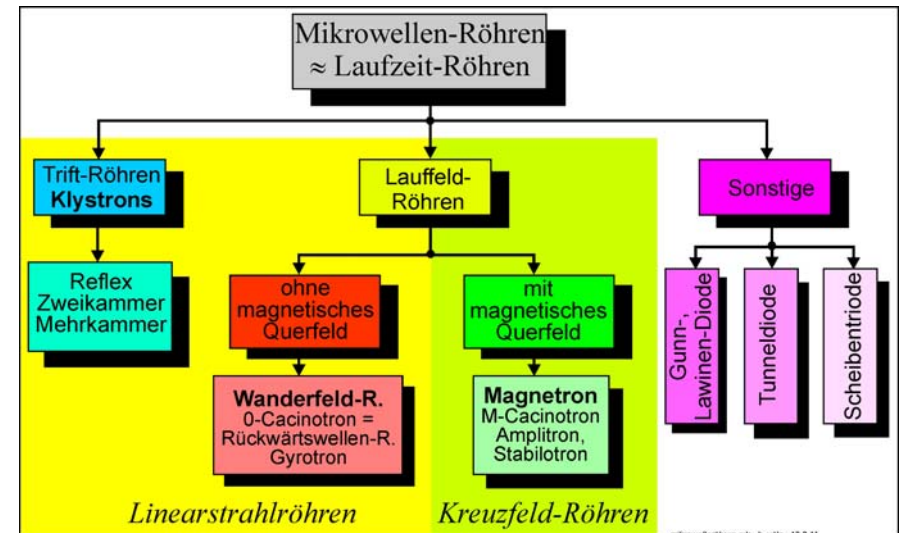 Mikrowellen-Röhren
≈ Laufzeit-Röhren
Trift-Röhren
Klystrons
Lauffeld-
Röhren
Sonstige
Reflex
Zweikammer
Mehrkammer
ohne
magnetisches
Querfeld
mit
magnetisches
Querfeld
Gunn-,
Lawinen-Diode
Tunneldiode
Scheibentriode
Wanderfeld-R.
0-Cacinotron =
Rückwärtswellen-R.
Gyrotron
Magnetron
M-Cacinotron
Amplitron,
Stabilotron
Linearstrahlröhren
Kreuzfeld-Röhren